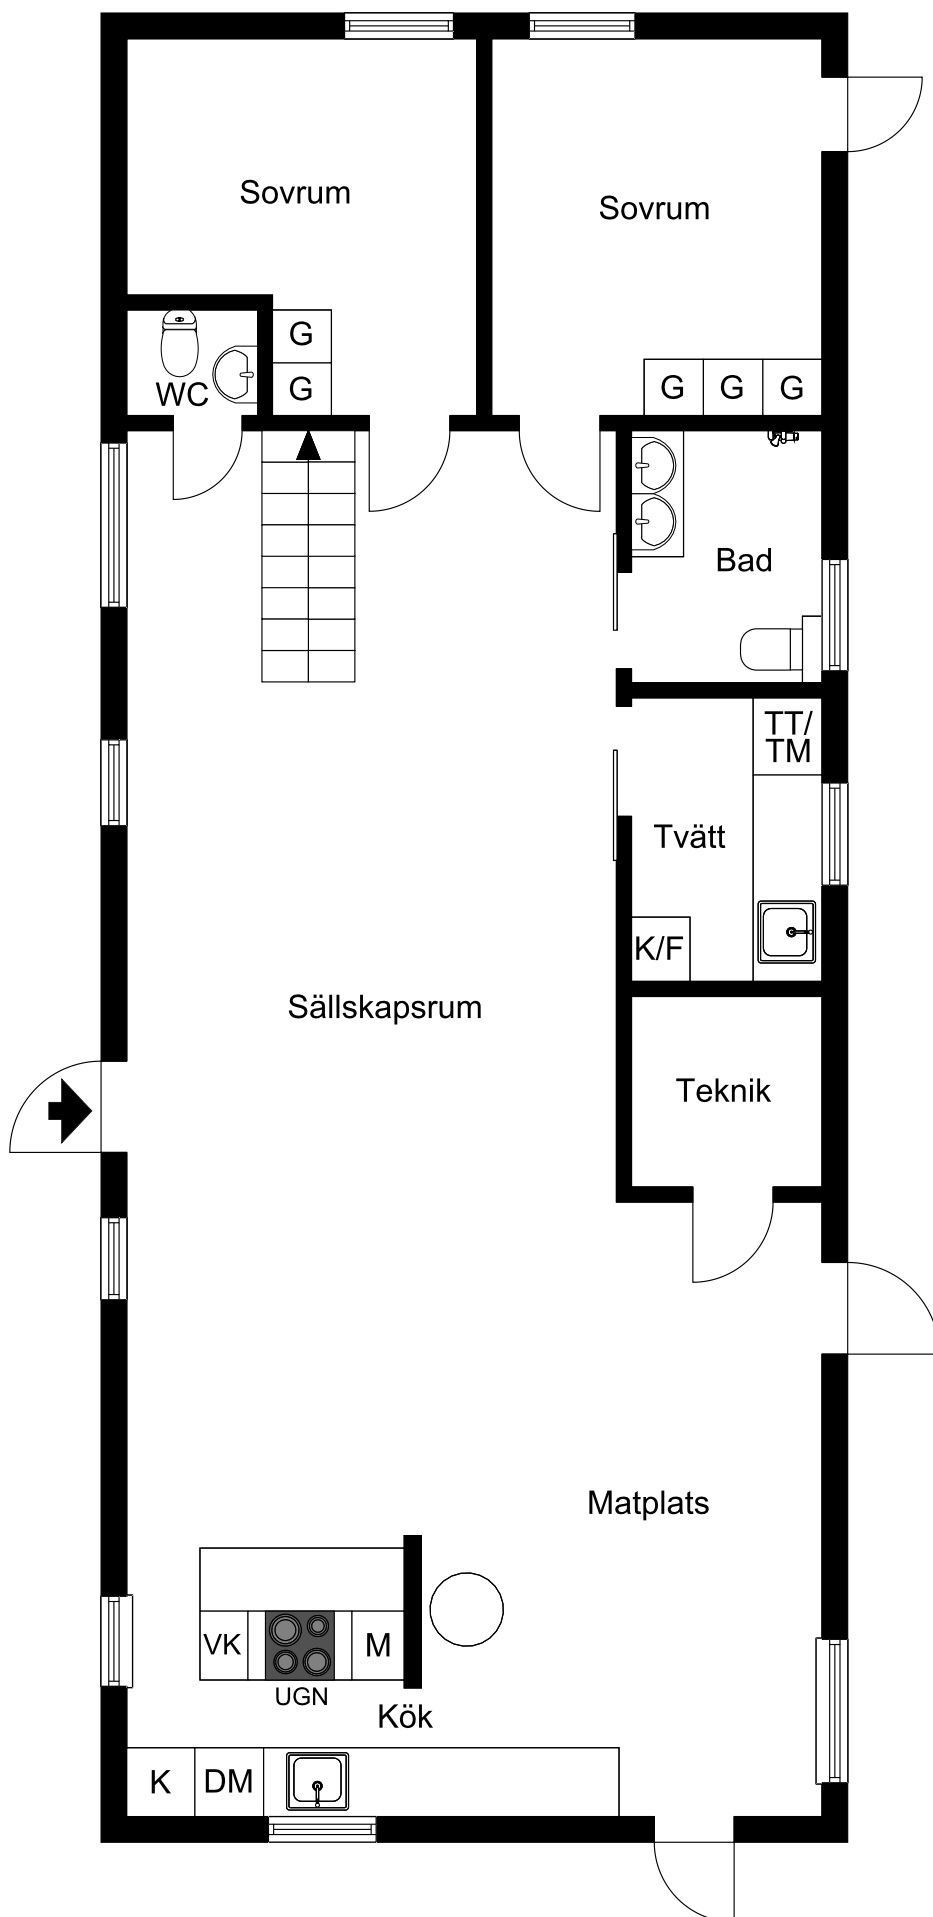 Sovrum
Sovrum
G
G
G G G
WC
Bad
TT/
TM
Tvätt
K/F
Sällskapsrum
Teknik
Matplats
VK
M
UGN
Kök
K
DM